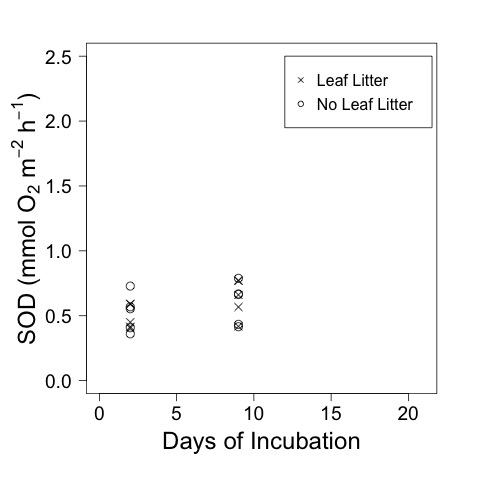 2.5
2.0
1.5
1.0
0.5
0.0
SOD (mmol O₂ m⁻² h⁻¹)
Leaf Litter
No Leaf Litter
0 5 10 15 20
Days of Incubation